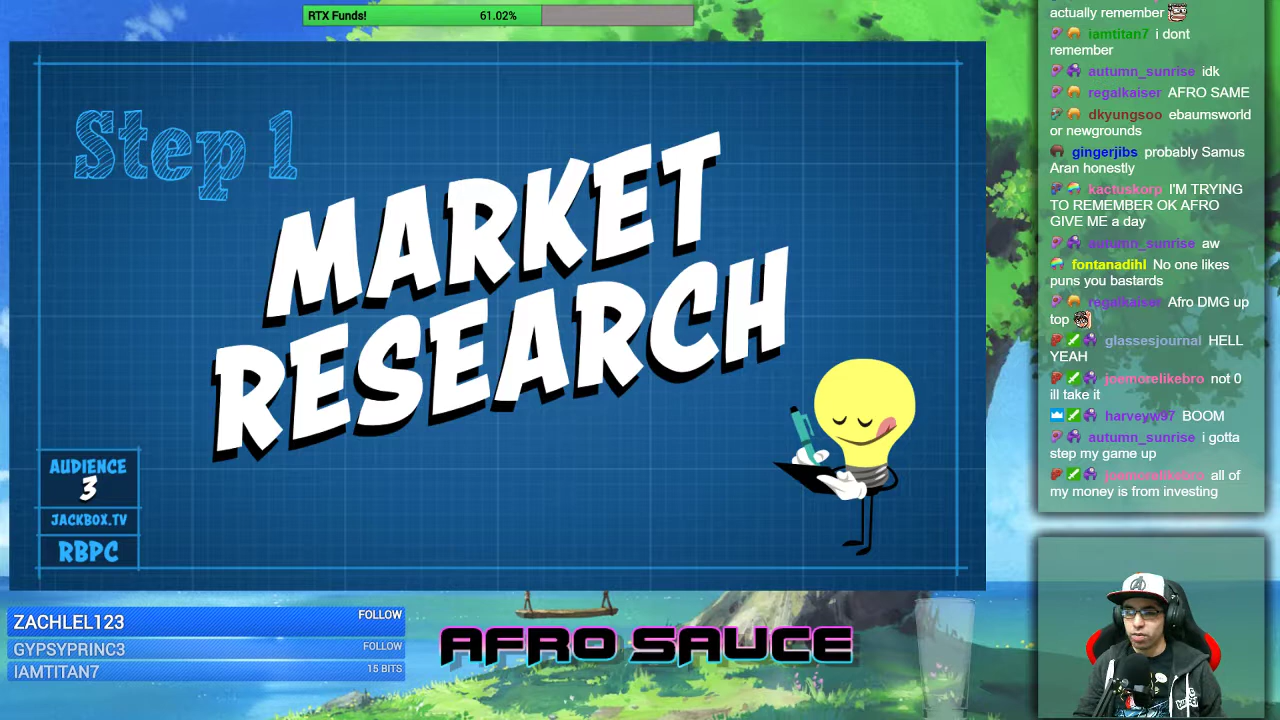 RTX Funds! 61.02%
Step 1
MARKET
RESEARCH
AUDIENCE
3
JACKBOX.TV
RBPC
ZACHLEL123 FOLLOW
GYPSYPRINC3 FOLLOW
IAMTITAN7 15 BITS
AFRO SAUCE
actually remember
iamtitan7 i dont
remember
autumn_sunrise idk
regalkaiser AFRO SAME
dkyungsoo ebaumsworld
or newgrounds
gingerjibs probably Samus
Aran honestly
kactuskorp I'M TRYING
TO REMEMBER OK AFRO
GIVE ME a day
autumn_sunrise aw
fontanadihl No one likes
puns you bastards
regalkaiser Afro DMG up
top
glassesjournal HELL
YEAH
joemorelikebro not 0
ill take it
harveyw97 BOOM
autumn_sunrise i gotta
step my game up
joemorelikebro all of
my money is from investing